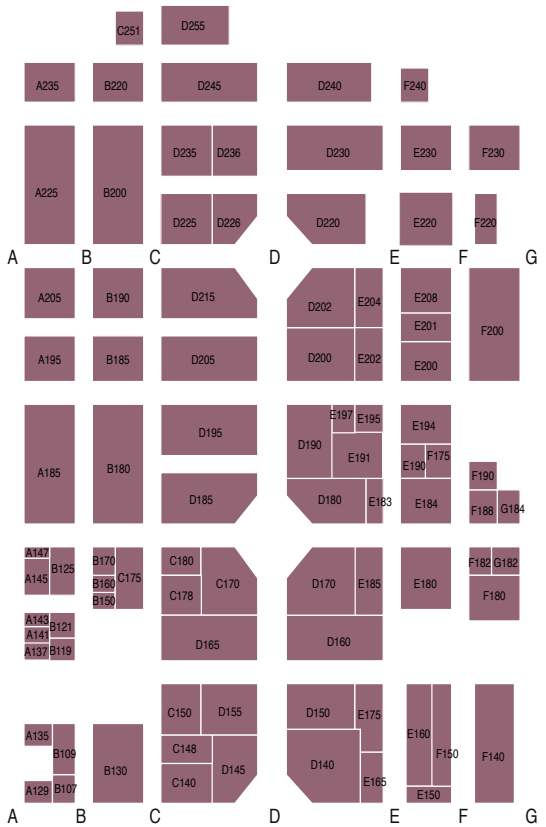 C251 D255
A235 B220 D245 D240 F240
A225 B200 D235 D236 D230 E230 F230
D225 D226 D220 E220 F220
A B C D E F G
A205 B190 D215 D202 E204 E208 F200
E201
A195 B185 D205 D200 E202 E200
A185 B180 D195 D190 E197 E195 E194
E191 E190 F175
D185 D180 E183 E184 F190
F188 G184
A147 B125 B170 C175 C180 C170 D170 E185 E180 F182 G182
A145 B160 C178 F180
B150
A143 B121 D165 D160
A141
A137 B119
C150 D155 D150 E175 E160 F150 F140
A135 B109 B130 C148 D145 D140
A129 B107 C140 E165 E150
A B C D E F G